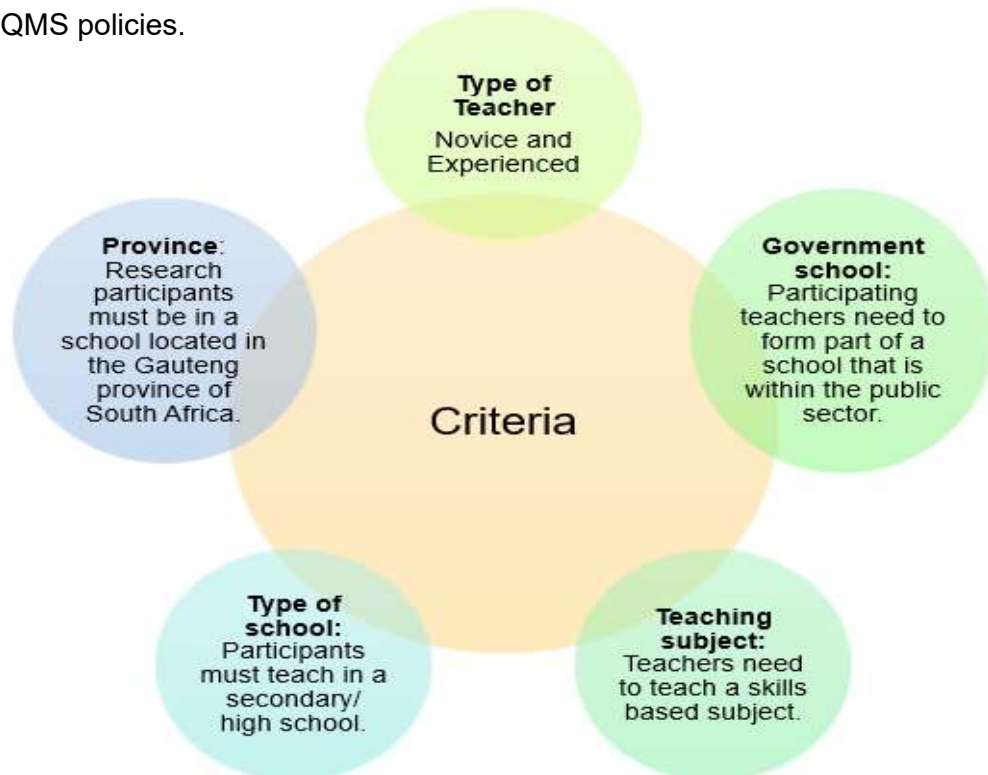 QMS policies.
Type of
Teacher
Novice and
Experienced
Province:
Research
participants
must be in a
school located in
the Gauteng
province of
South Africa.
Government
school:
Participating
teachers need to
form part of a
school that is
within the public
sector.
Criteria
Type of
school:
Participants
must teach in a
secondary/
high school.
Teaching
subject:
Teachers need
to teach a skills
based subject.